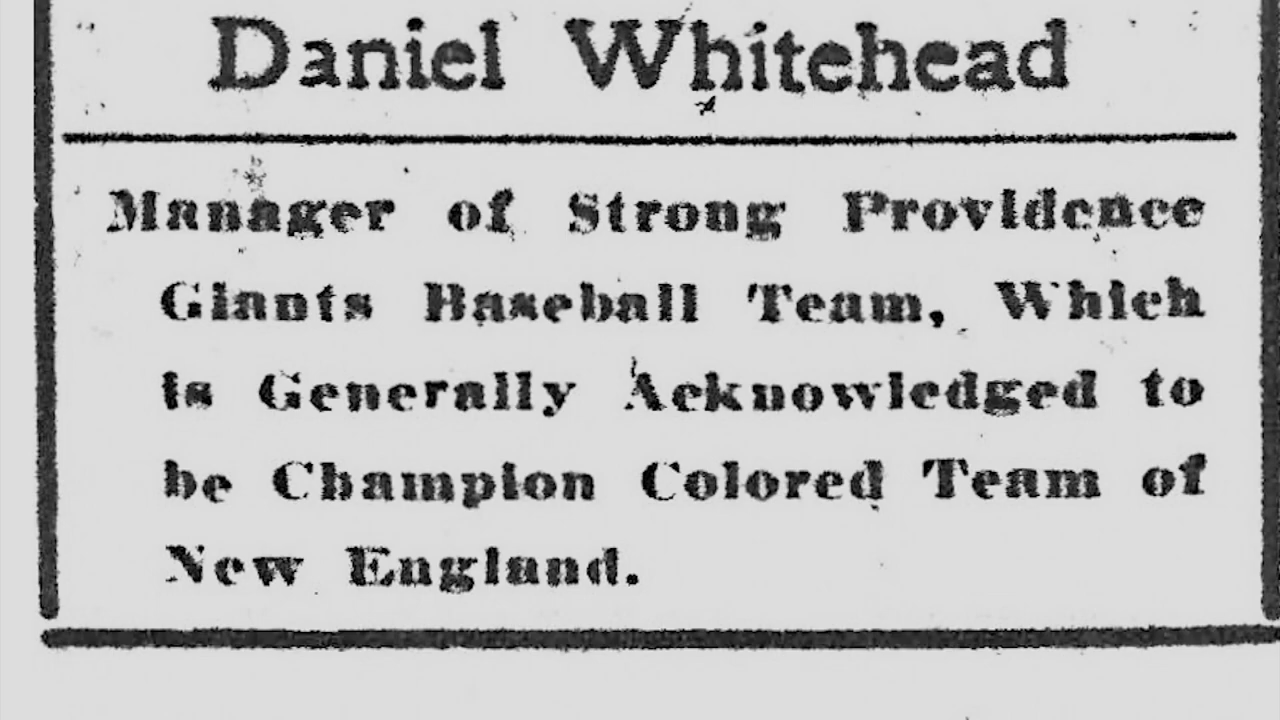 Daniel Whitehead
Manager of Strong Providence
Giants Baseball Team, Which
is Generally Acknowledged to
be Champion Colored Team of
New England.